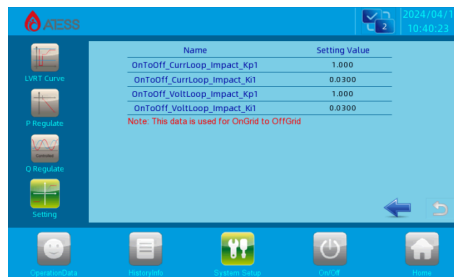 ATESS
2
2024/04/1
10:40:23
Name Setting Value
OnToOff_CurrLoop_Impact_Kp1 1.000
OnToOff_CurrLoop_Impact_Ki1 0.0300
OnToOff_VoltLoop_Impact_Kp1 1.000
OnToOff_VoltLoop_Impact_Ki1 0.0300
Note: This data is used for OnGrid to OffGrid
LVRT Curve
P Regulate
Q Regulate
Setting
OperationData HistoryInfo System Setup On/Off Home